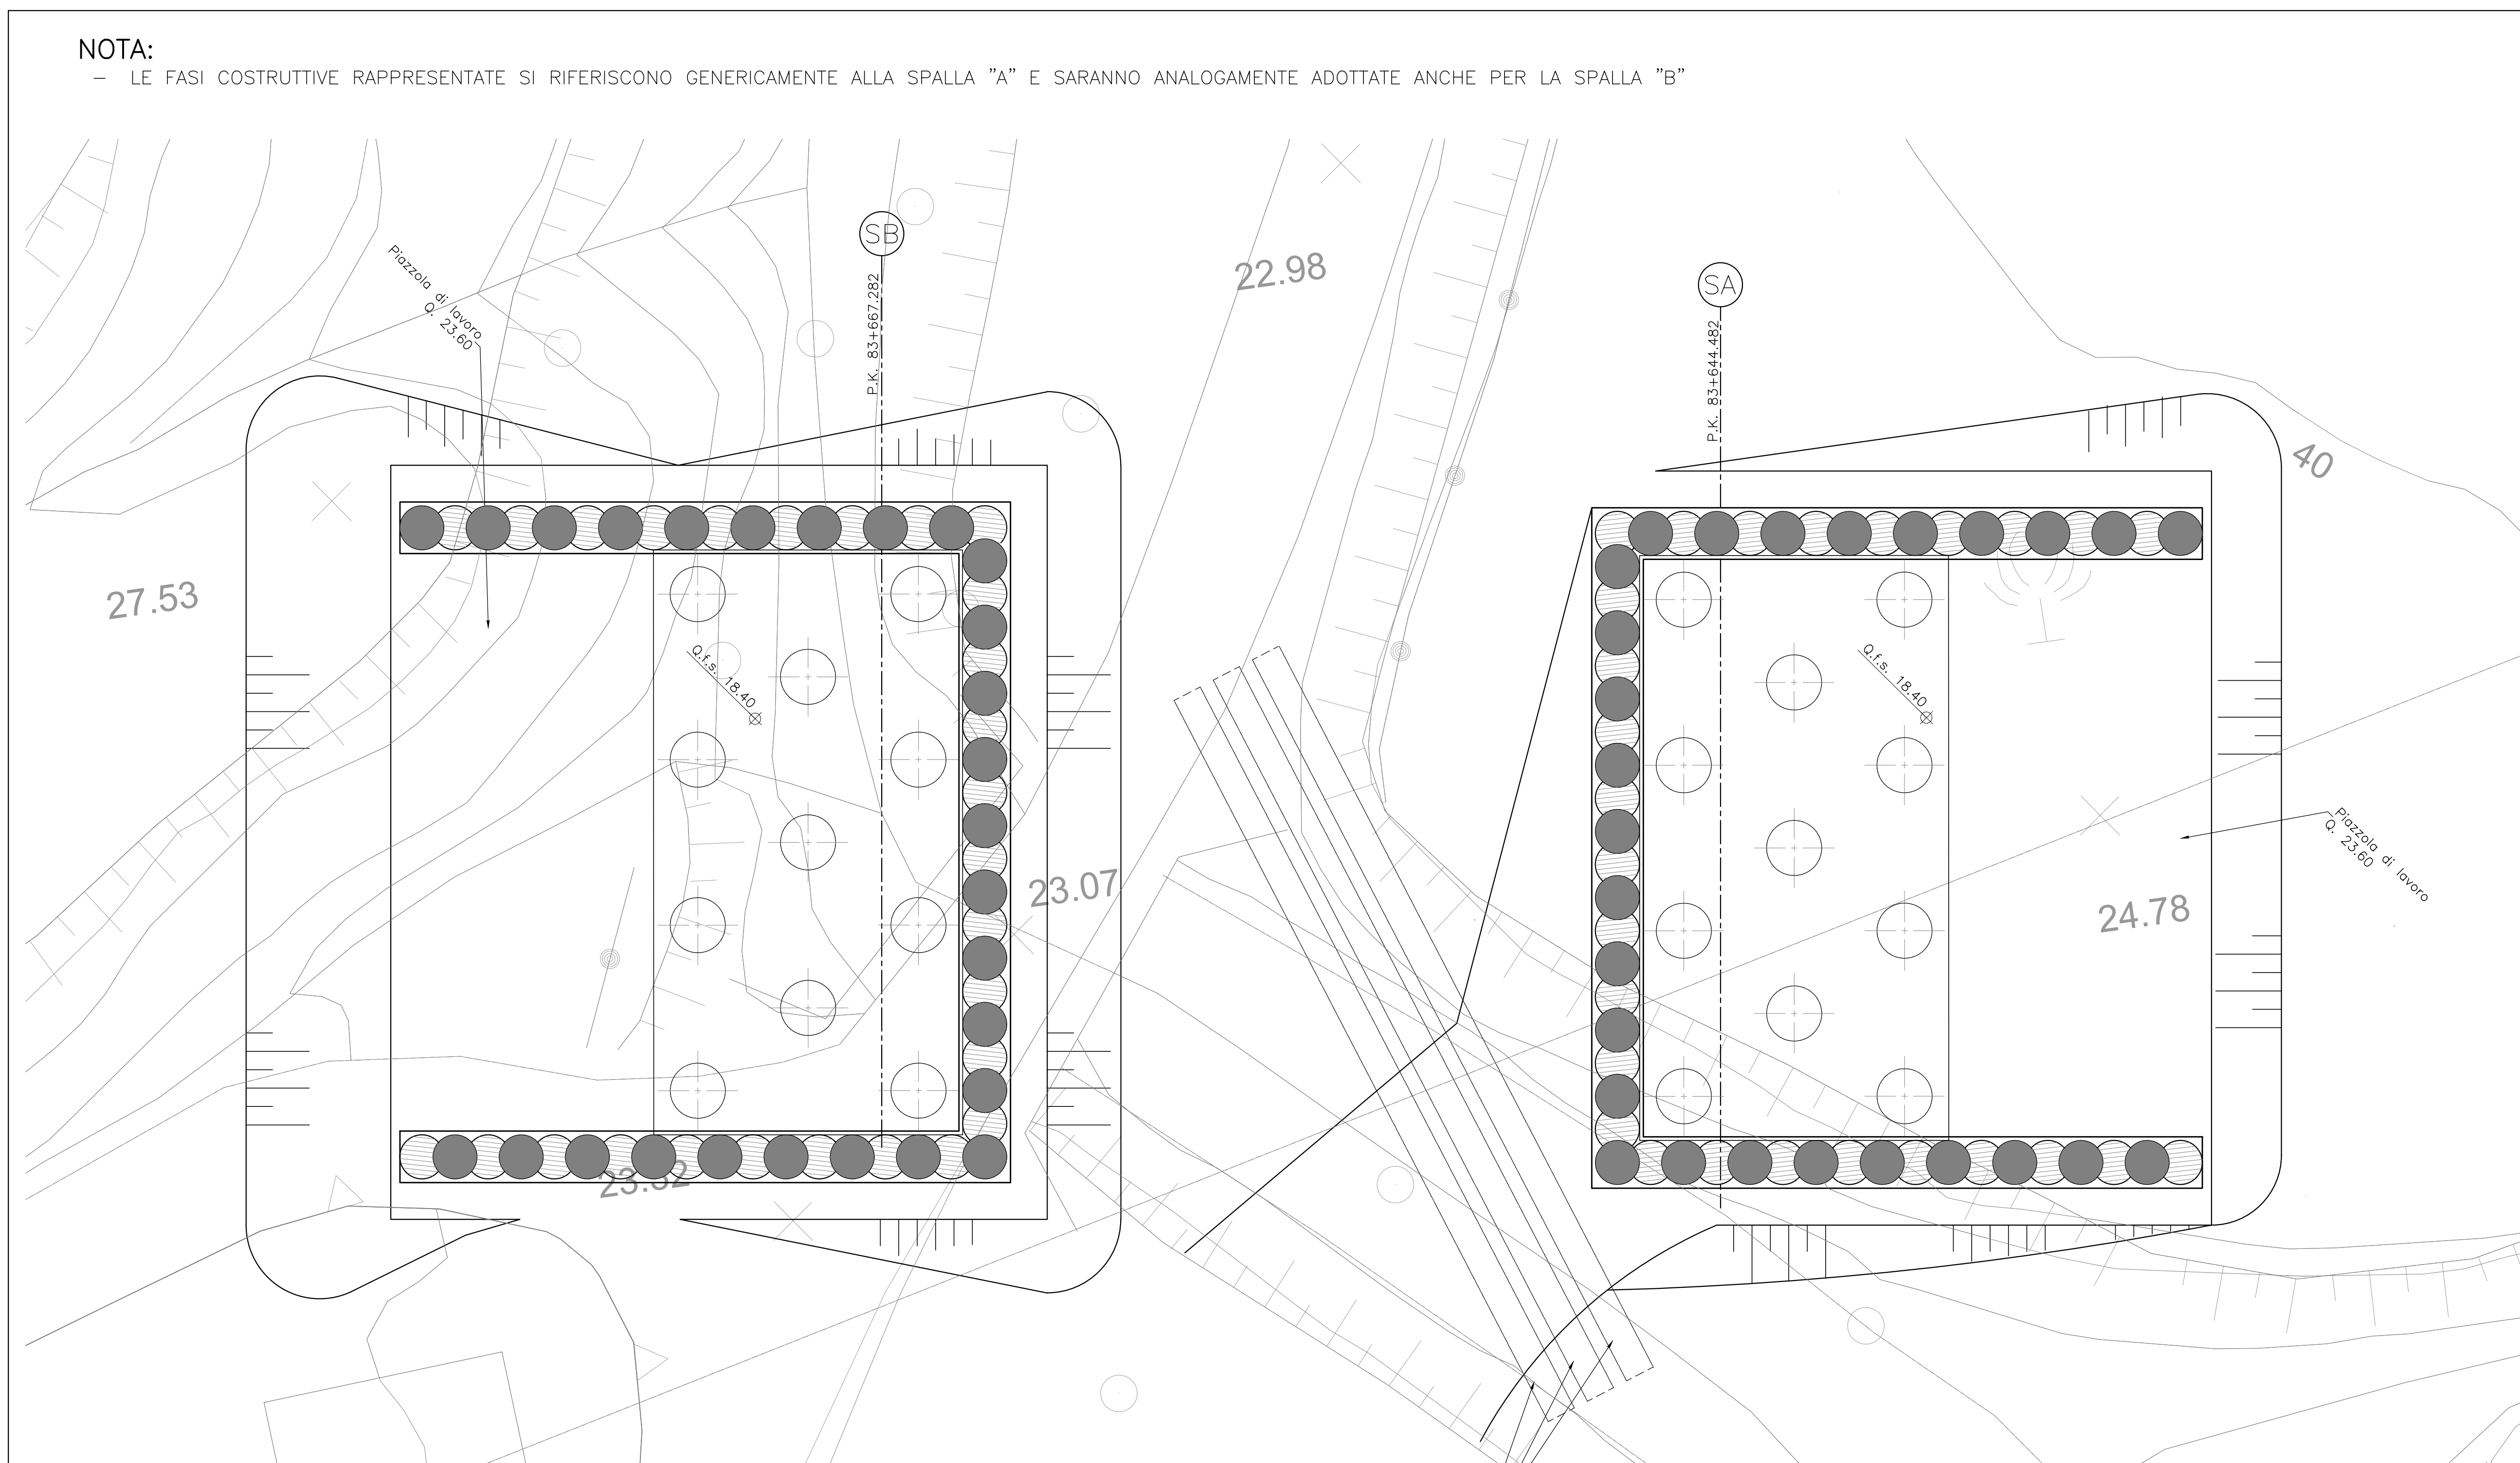 NOTA:
– LE FASI COSTRUTTIVE RAPPRESENTATE SI RIFERISCONO GENERICAMENTE ALLA SPALLA "A" E SARANNO ANALOGAMENTE ADOTTATE ANCHE PER LA SPALLA "B"
SB
P.K. 83+667.282
SA
P.K. 83+644.482
22.98
Piazzola di lavoro
Q. 23.60
40
27.53
Q.f.s. 18.40
Q.f.s. 18.40
23.07
Piazzola di
lavoro
Q. 23.60
24.78